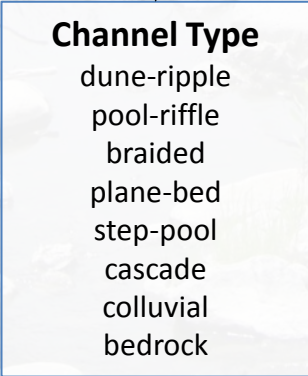 Channel Type
dune-ripple
pool-riffle
braided
plane-bed
step-pool
cascade
colluvial
bedrock